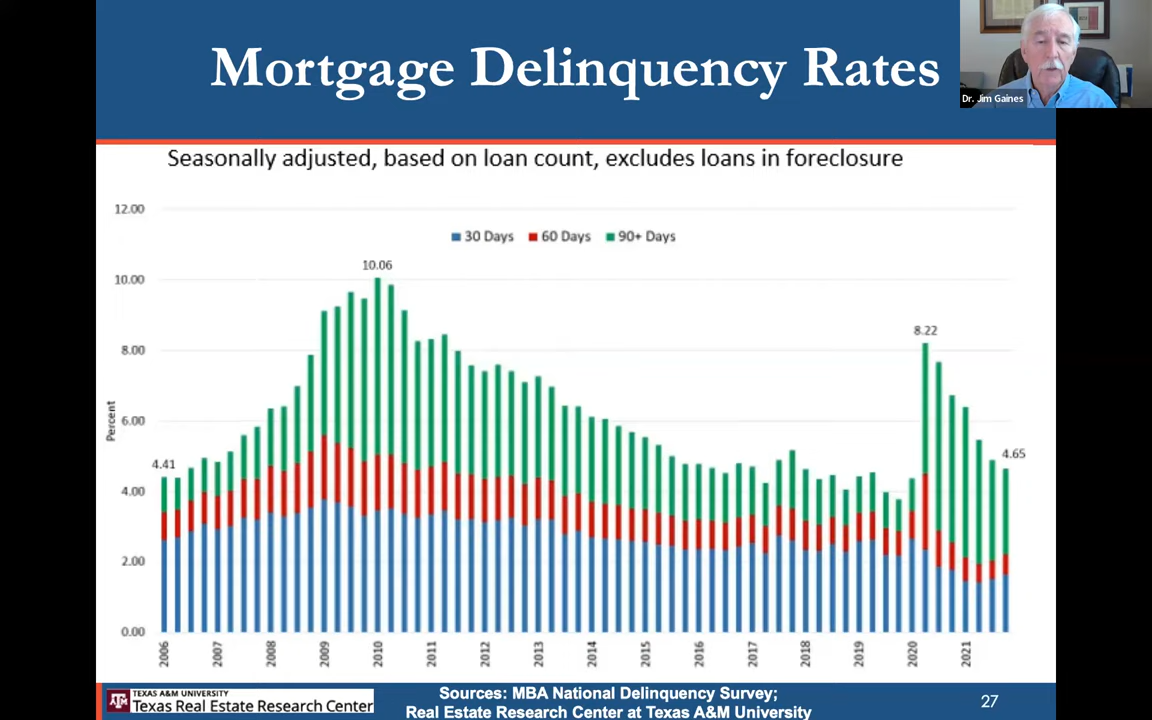 Mortgage Delinquency Rates
Dr. Jim Gaines
Seasonally adjusted, based on loan count, excludes loans in foreclosure
12.00
30 Days 60 Days 90+ Days
10.06
10.00
8.22
8.00
Percent
6.00
4.41
4.65
4.00
2.00
0.00
2006 2007 2008 2009 2010 2011 2012 2013 2014 2015 2016 2017 2018 2019 2020 2021
TEXAS A&M UNIVERSITY
Texas Real Estate Research Center
Sources: MBA National Delinquency Survey;
Real Estate Research Center at Texas A&M University
27